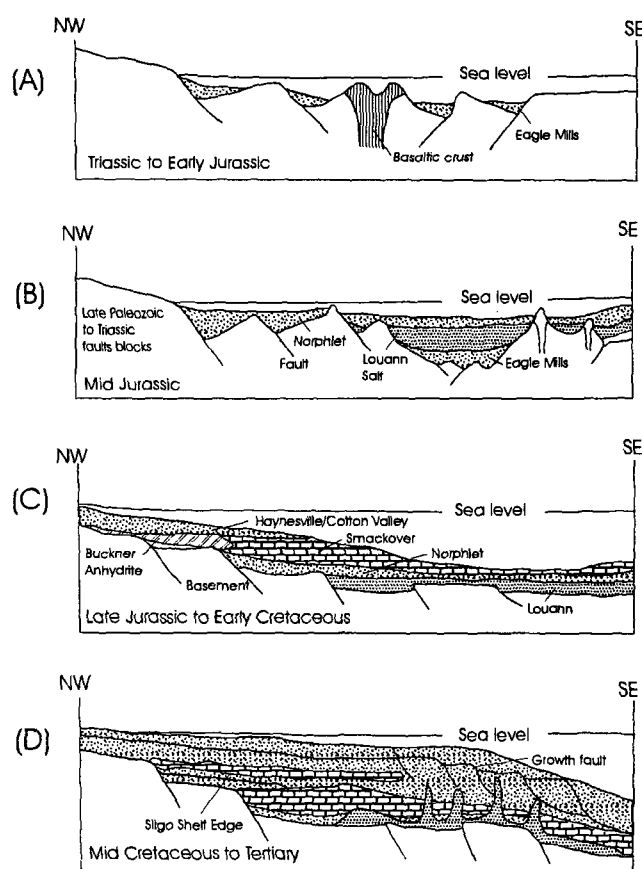 NW
SE
(A)
Sea level
Eagle Mills
Basaltic crust
Triassic to Early Jurassic
NW
SE
(B)
Sea level
Late Paleozoic
to Triassic
faults blocks
Norphlet
Fault
Louann
Salt
Eagle Mills
Mid Jurassic
NW
SE
(C)
Sea level
Haynesville/Cotton Valley
Smackover
Buckner
Anhydrite
Norphlet
Basement
Louann
Late Jurassic to Early Cretaceous
NW
SE
(D)
Sea level
Growth fault
Sligo Shelf Edge
Mid Cretaceous to Tertiary